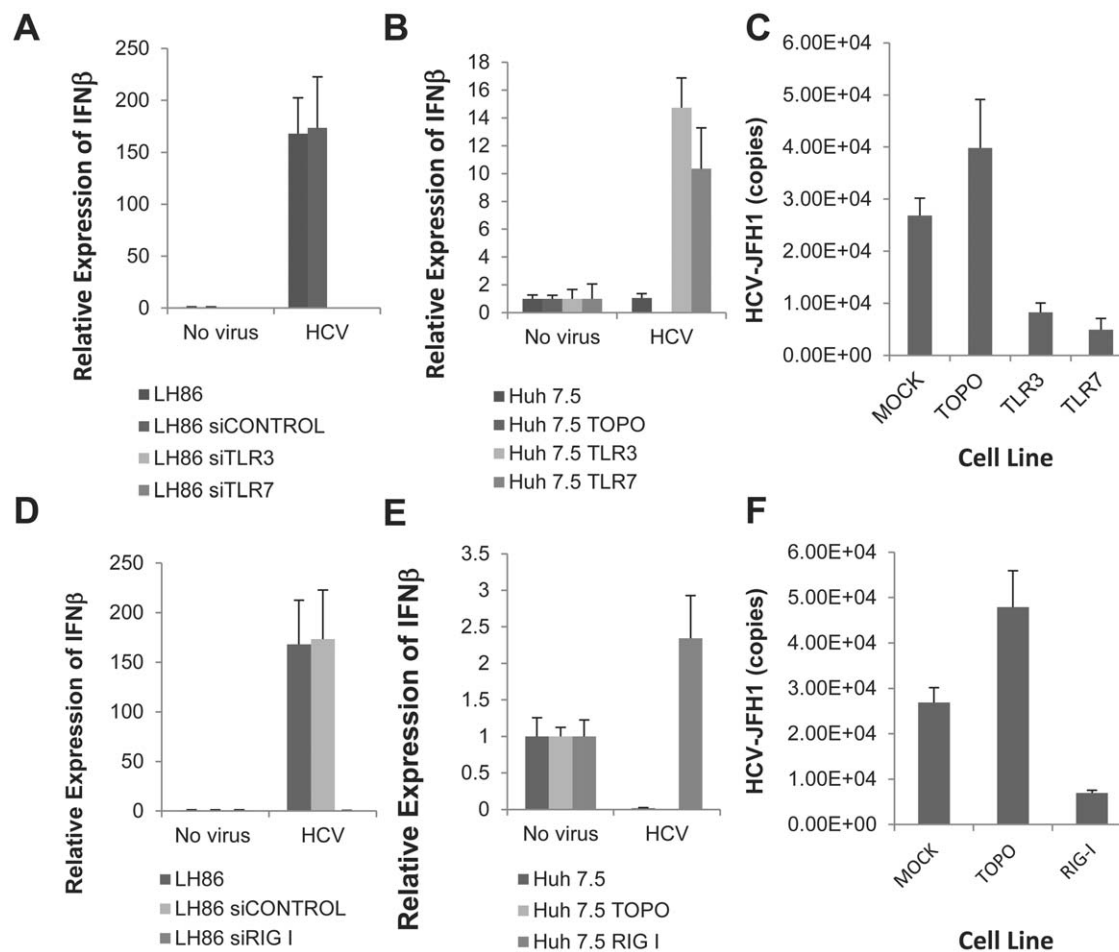 A
Relative Expression of IFNβ
250
200
150
100
50
0
No virus
HCV
LH86
LH86 siCONTROL
LH86 siTLR3
LH86 siTLR7
B
Relative Expression of IFNβ
18
16
14
12
10
8
6
4
2
0
No virus
HCV
Huh 7.5
Huh 7.5 TOPO
Huh 7.5 TLR3
Huh 7.5 TLR7
C
HCV-JFH1 (copies)
6.00E+04
5.00E+04
4.00E+04
3.00E+04
2.00E+04
1.00E+04
0.00E+00
MOCK
TOPO
TLR3
TLR7
Cell Line
D
Relative Expression of IFNβ
250
200
150
100
50
0
No virus
HCV
LH86
LH86 siCONTROL
LH86 siRIG I
E
Relative Expression of IFNβ
3.5
3
2.5
2
1.5
1
0.5
0
No virus
HCV
Huh 7.5
Huh 7.5 TOPO
Huh 7.5 RIG I
F
HCV-JFH1 (copies)
6.00E+04
5.00E+04
4.00E+04
3.00E+04
2.00E+04
1.00E+04
0.00E+00
MOCK
TOPO
RIG-I
Cell Line